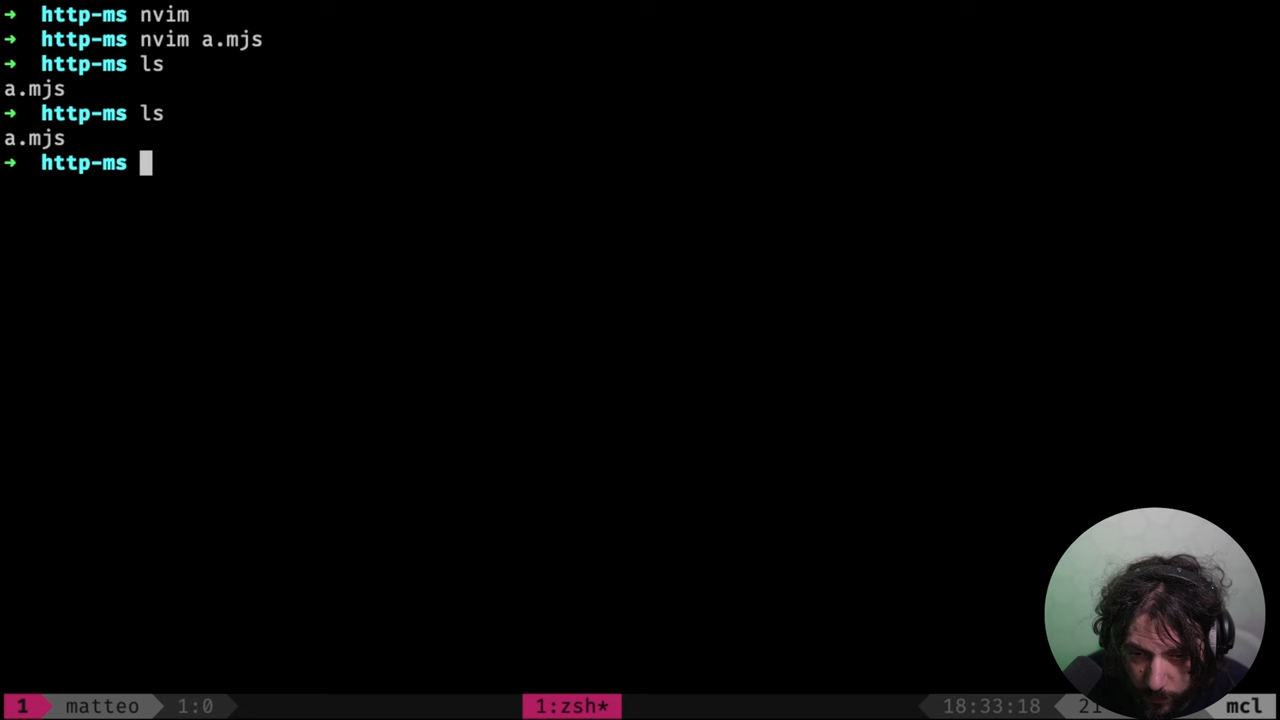 ➜ http-ms nvim
➜ http-ms nvim a.mjs
➜ http-ms ls
a.mjs
➜ http-ms ls
a.mjs
➜ http-ms
1 matteo 1:0 1:zsh* 18:33:18 21 mcl